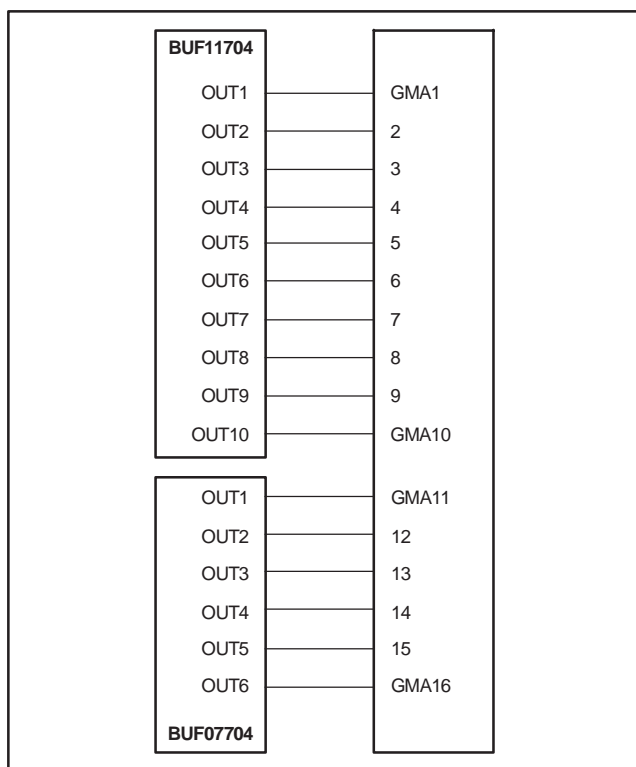 BUF11704
OUT1 GMA1
OUT2 2
OUT3 3
OUT4 4
OUT5 5
OUT6 6
OUT7 7
OUT8 8
OUT9 9
OUT10 GMA10
OUT1 GMA11
OUT2 12
OUT3 13
OUT4 14
OUT5 15
OUT6 GMA16
BUF07704